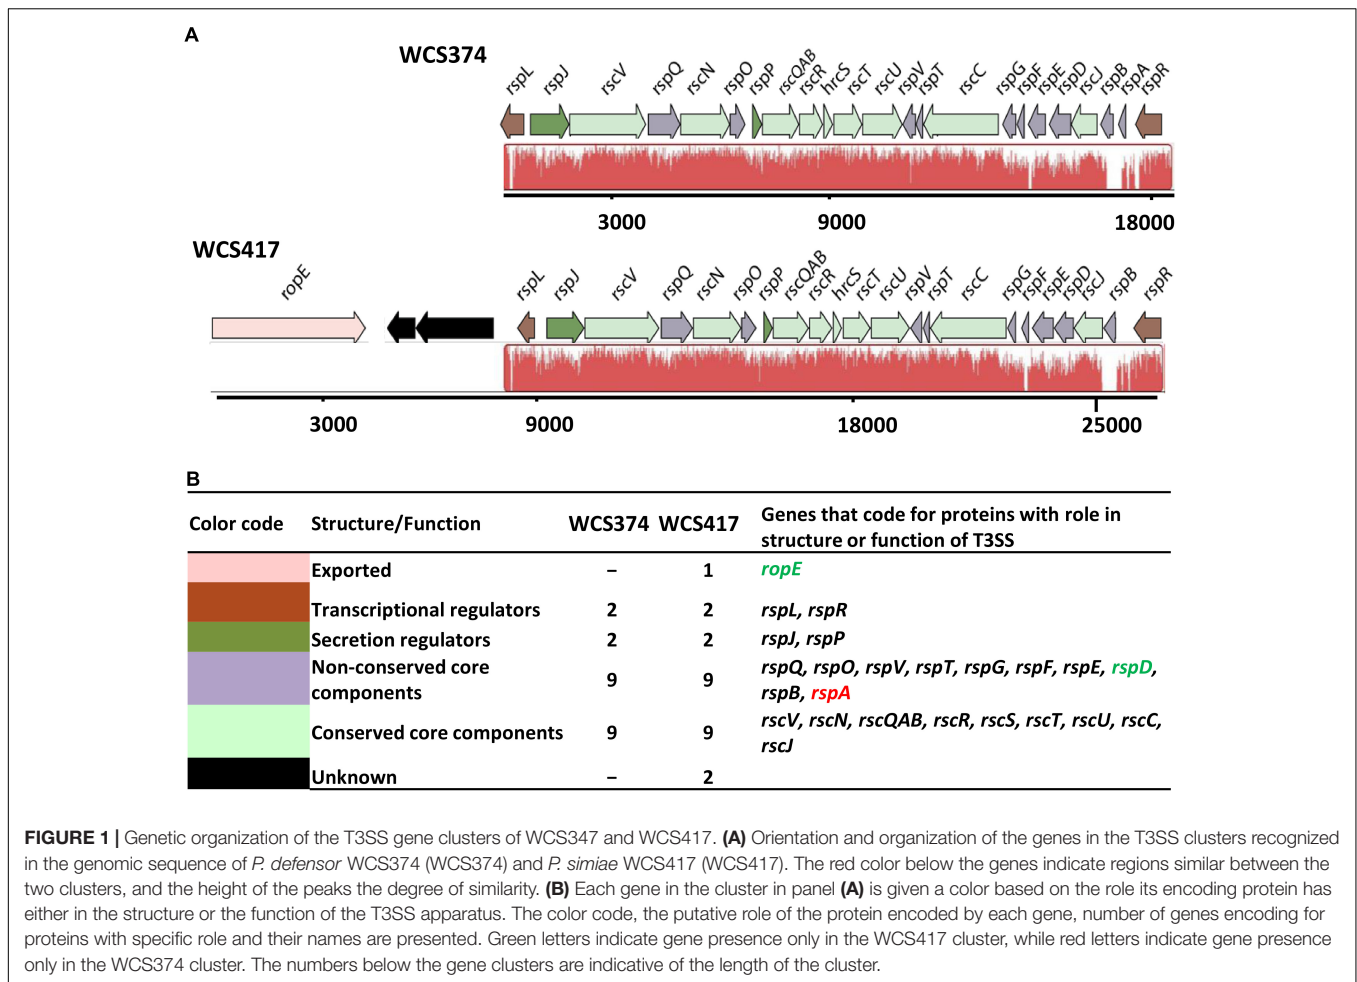 A
WCS374
rspL rspJ rscV rspQ rscN rspO rspP rscQAB rscR hrcS rscT rscU rspV rspT rscC rspG rspF rspE rspD rscJ rspB rspA rspR
3000 9000 18000
WCS417
ropE rspL rspJ rscV rspQ rscN rspO rspP rscQAB rscR hrcS rscT rscU rspV rspT rscC rspG rspF rspE rspD rscJ rspB rspR
3000 9000 18000 25000
B
Color code Structure/Function WCS374 WCS417 Genes that code for proteins with role in
structure or function of T3SS
Exported – 1 ropE
Transcriptional regulators 2 2 rspL, rspR
Secretion regulators 2 2 rspJ, rspP
Non-conserved core
components 9 9 rspQ, rspO, rspV, rspT, rspG, rspF, rspE, rspD,
rspB, rspA
Conserved core components 9 9 rscV, rscN, rscQAB, rscR, rscS, rscT, rscU, rscC,
rscJ
Unknown – 2
FIGURE 1 | Genetic organization of the T3SS gene clusters of WCS347 and WCS417. (A) Orientation and organization of the genes in the T3SS clusters recognized
in the genomic sequence of P. defensor WCS374 (WCS374) and P. simiae WCS417 (WCS417). The red color below the genes indicate regions similar between the
two clusters, and the height of the peaks the degree of similarity. (B) Each gene in the cluster in panel (A) is given a color based on the role its encoding protein has
either in the structure or the function of the T3SS apparatus. The color code, the putative role of the protein encoded by each gene, number of genes encoding for
proteins with specific role and their names are presented. Green letters indicate gene presence only in the WCS417 cluster, while red letters indicate gene presence
only in the WCS374 cluster. The numbers below the gene clusters are indicative of the length of the cluster.